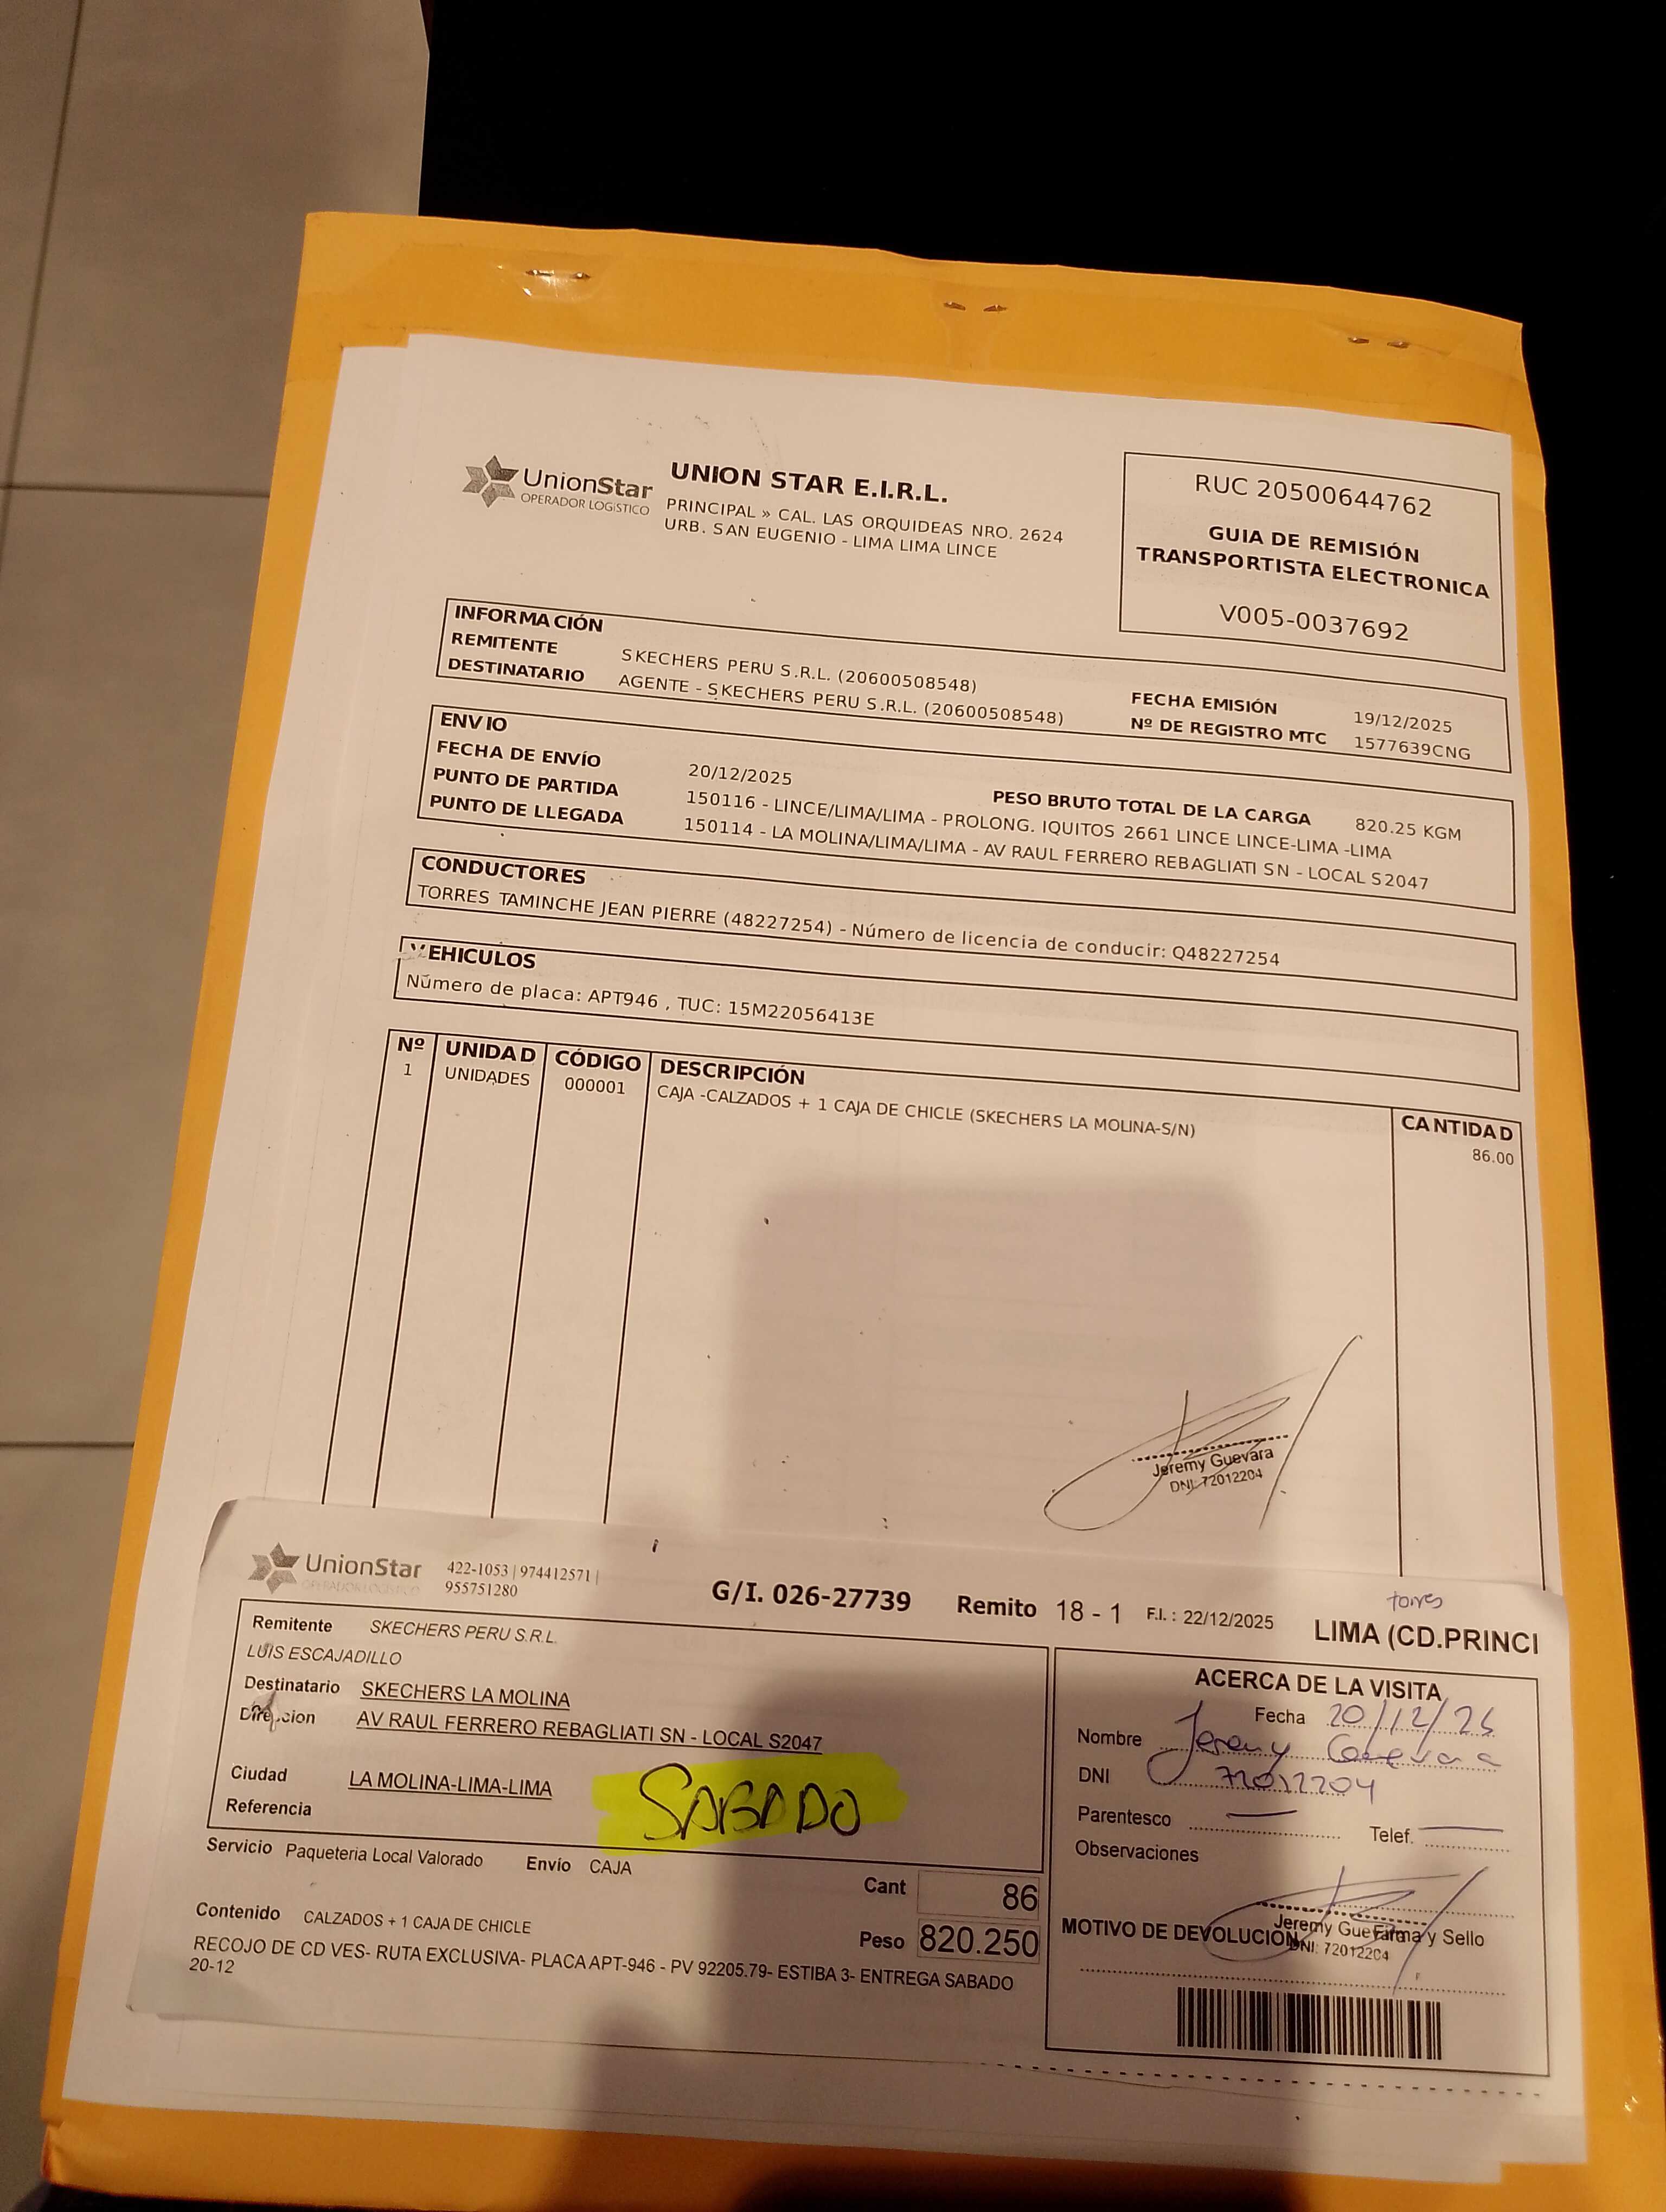 UnionStar
OPERADOR LOGíSTICO
UNION STAR E.I.R.L.
PRINCIPAL » CAL. LAS ORQUIDEAS NRO. 2624
URB. SAN EUGENIO - LIMA LIMA LINCE
RUC 20500644762
GUIA DE REMISIÓN
TRANSPORTISTA ELECTRONICA
V005-0037692
INFORMACIÓN
REMITENTE SKECHERS PERU S.R.L. (20600508548)
DESTINATARIO AGENTE - SKECHERS PERU S.R.L. (20600508548)
FECHA EMISIÓN 19/12/2025
Nº DE REGISTRO MTC 1577639CNG
ENVIO
FECHA DE ENVÍO 20/12/2025
PESO BRUTO TOTAL DE LA CARGA 820.25 KGM
PUNTO DE PARTIDA 150116 - LINCE/LIMA/LIMA - PROLONG. IQUITOS 2661 LINCE LINCE-LIMA -LIMA
PUNTO DE LLEGADA 150114 - LA MOLINA/LIMA/LIMA - AV RAUL FERRERO REBAGLIATI SN - LOCAL S2047
CONDUCTORES
TORRES TAMINCHE JEAN PIERRE (48227254) - Número de licencia de conducir: Q48227254
VEHICULOS
Número de placa: APT946 , TUC: 15M22056413E
Nº UNIDAD CÓDIGO DESCRIPCIÓN CANTIDAD
1 UNIDADES 000001 CAJA -CALZADOS + 1 CAJA DE CHICLE (SKECHERS LA MOLINA-S/N) 86.00
Jeremy Guevara
DNI: 72012204
UnionStar
OPERADOR LOGíSTICO
422-1053 | 974412571 |
955751280
G/I. 026-27739 Remito 18 - 1 F.I. : 22/12/2025
torres
LIMA (CD.PRINCI
Remitente SKECHERS PERU S.R.L.
LUIS ESCAJADILLO
Destinatario SKECHERS LA MOLINA
Direccion AV RAUL FERRERO REBAGLIATI SN - LOCAL S2047
Ciudad LA MOLINA-LIMA-LIMA
SABADO
Referencia
Servicio Paqueteria Local Valorado Envío CAJA
Cant 86
Contenido CALZADOS + 1 CAJA DE CHICLE
Peso 820.250
RECOJO DE CD VES- RUTA EXCLUSIVA- PLACA APT-946 - PV 92205.79- ESTIBA 3- ENTREGA SABADO
20-12
ACERCA DE LA VISITA
Fecha 20/12/25
Nombre Jeremy Guevara
DNI 72012204
Parentesco Telef.
Observaciones
Jeremy Guevara
Firma y Sello
MOTIVO DE DEVOLUCION
DNI: 72012204